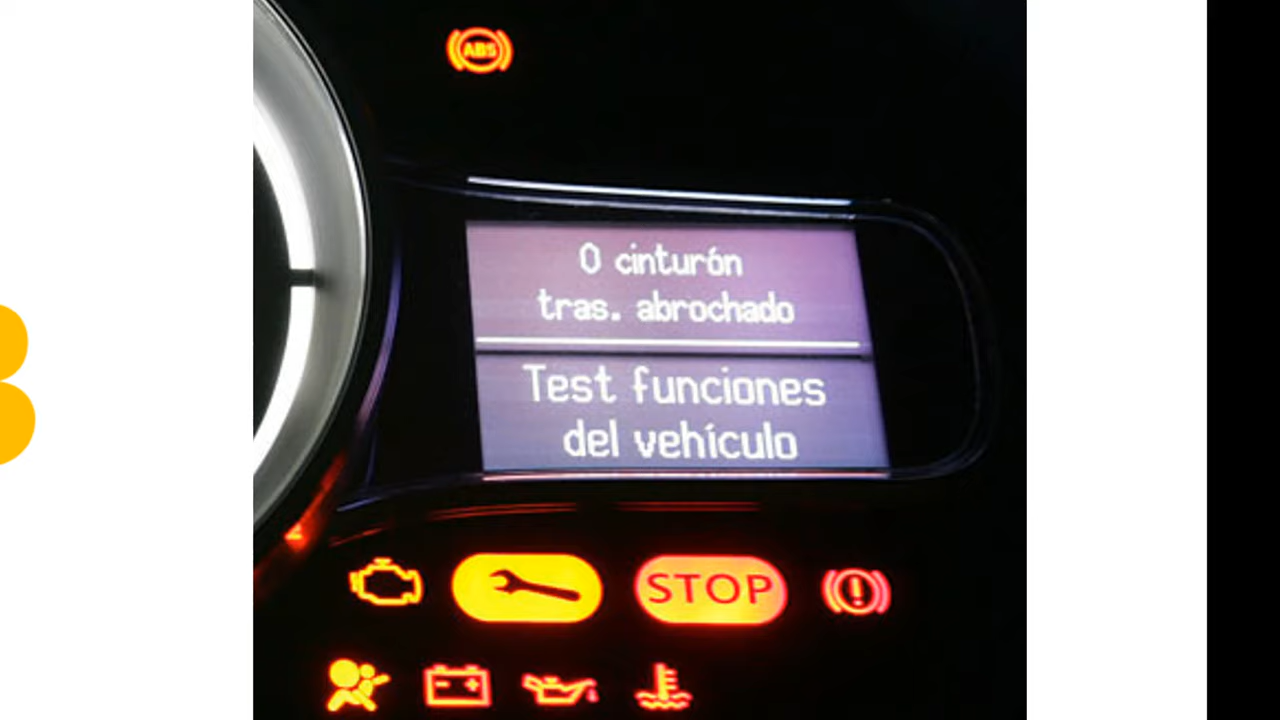 ABS
0 cinturón
tras. abrochado
Test funciones
del vehículo
STOP